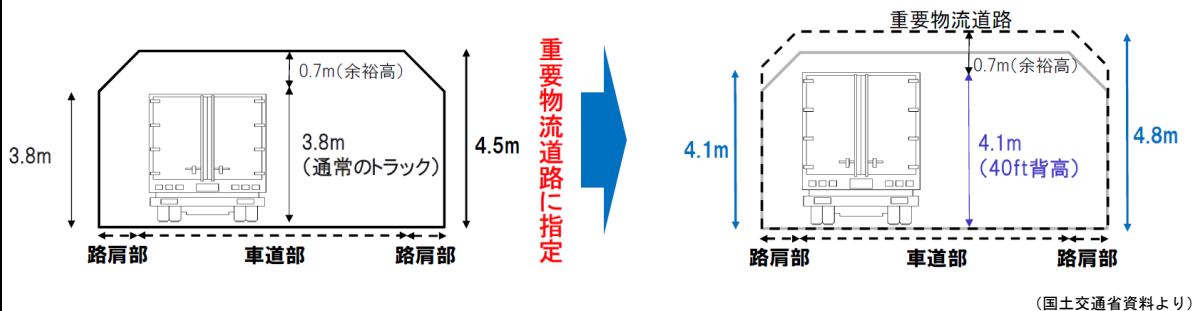 3.8m
0.7m(余裕高)
3.8m
(通常のトラック)
4.5m
路肩部
車道部
路肩部
重要物流道路に指定
重要物流道路
4.1m
0.7m(余裕高)
4.1m
(40ft背高)
4.8m
路肩部
車道部
路肩部
(国土交通省資料より)